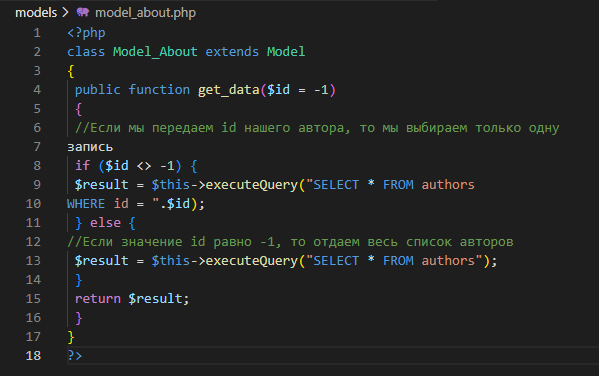 models > model_about.php
1 <?php
2 class Model_About extends Model
3 {
4 public function get_data($id = -1)
5 {
6 //Если мы передаем id нашего автора, то мы выбираем только одну
7 запись
8 if ($id <> -1) {
9 $result = $this->executeQuery("SELECT * FROM authors
10 WHERE id = ".$id);
11 } else {
12 //Если значение id равно -1, то отдаем весь список авторов
13 $result = $this->executeQuery("SELECT * FROM authors");
14 }
15 return $result;
16 }
17 }
18 ?>